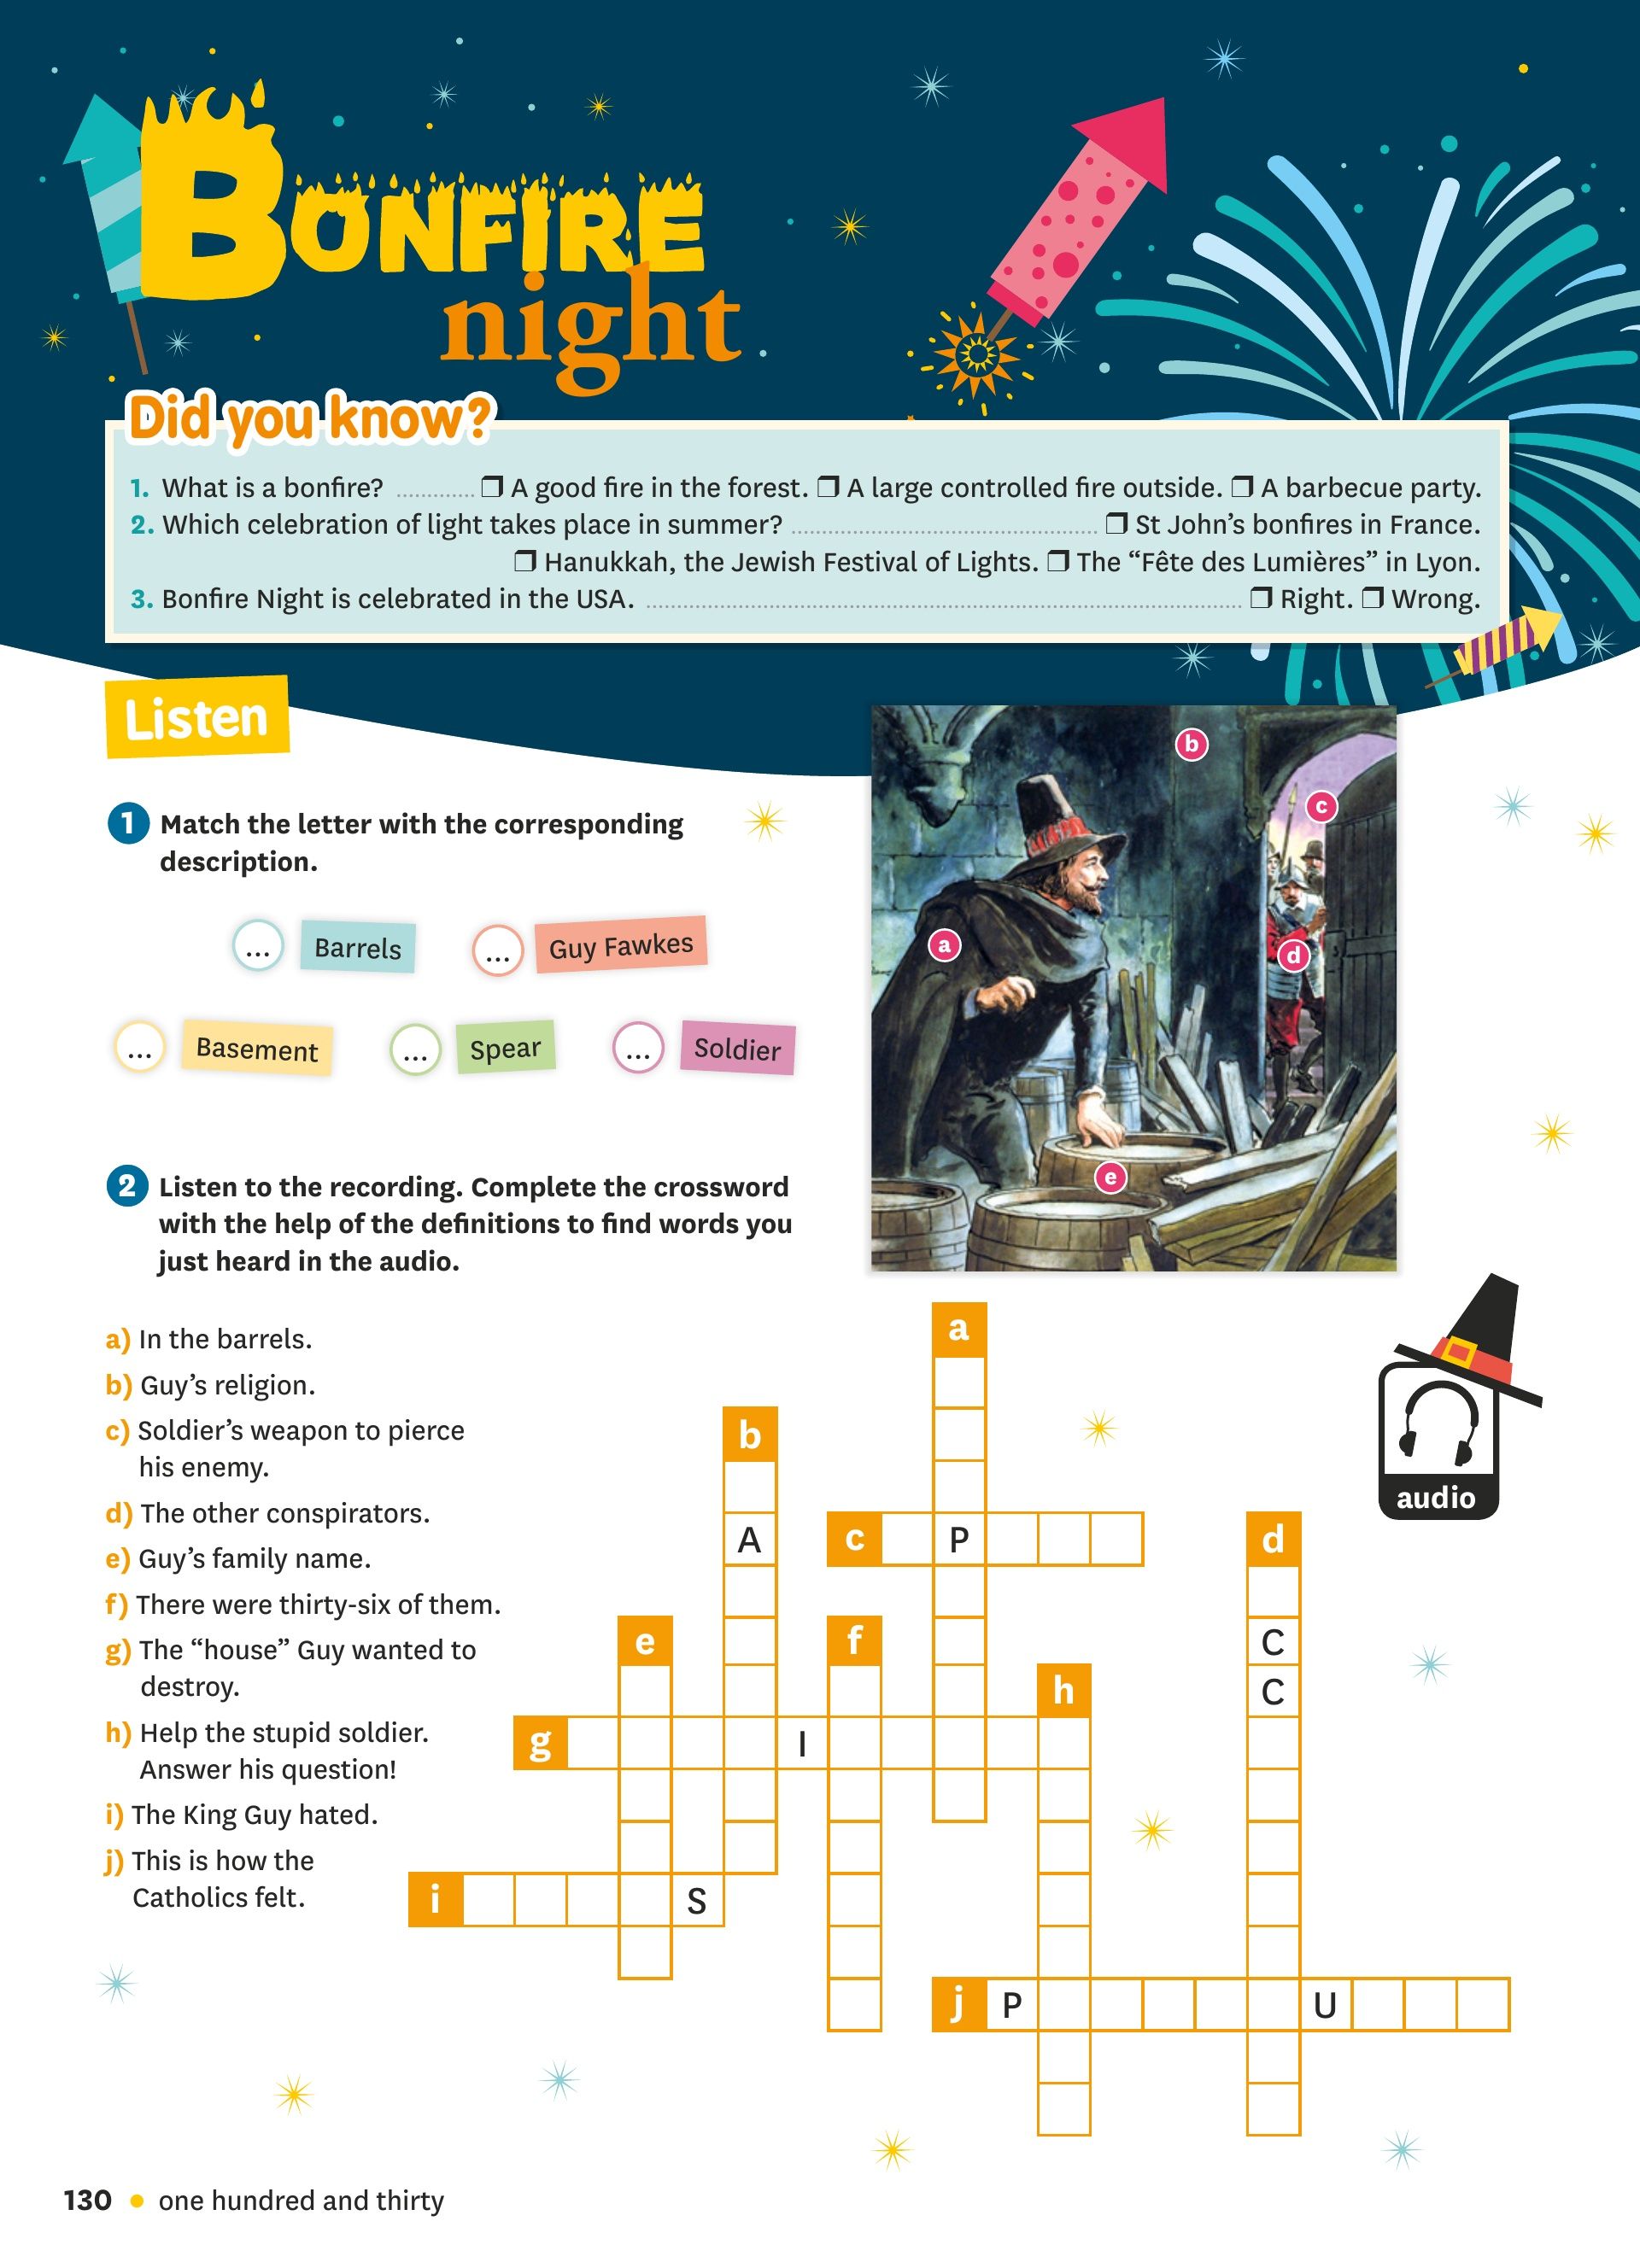 BONFIRE
night
Did you know?
1. What is a bonfire? ............ ❒ A good fire in the forest. ❒ A large controlled fire outside. ❒ A barbecue party.
2. Which celebration of light takes place in summer? ............ ❒ St John's bonfires in France.
❒ Hanukkah, the Jewish Festival of Lights. ❒ The “Fête des Lumières” in Lyon.
3. Bonfire Night is celebrated in the USA. ............ ❒ Right. ❒ Wrong.
Listen
1 Match the letter with the corresponding
description.
... Barrels ... Guy Fawkes
... Basement ... Spear ... Soldier
b
c
a
d
e
2 Listen to the recording. Complete the crossword
with the help of the definitions to find words you
just heard in the audio.
a) In the barrels.
b) Guy’s religion.
c) Soldier’s weapon to pierce
his enemy.
d) The other conspirators.
e) Guy’s family name.
f) There were thirty-six of them.
g) The “house” Guy wanted to
destroy.
h) Help the stupid soldier.
Answer his question!
i) The King Guy hated.
j) This is how the
Catholics felt.
a
b
A c P d
e f C
h C
g I
i S
j P U
audio
130 • one hundred and thirty